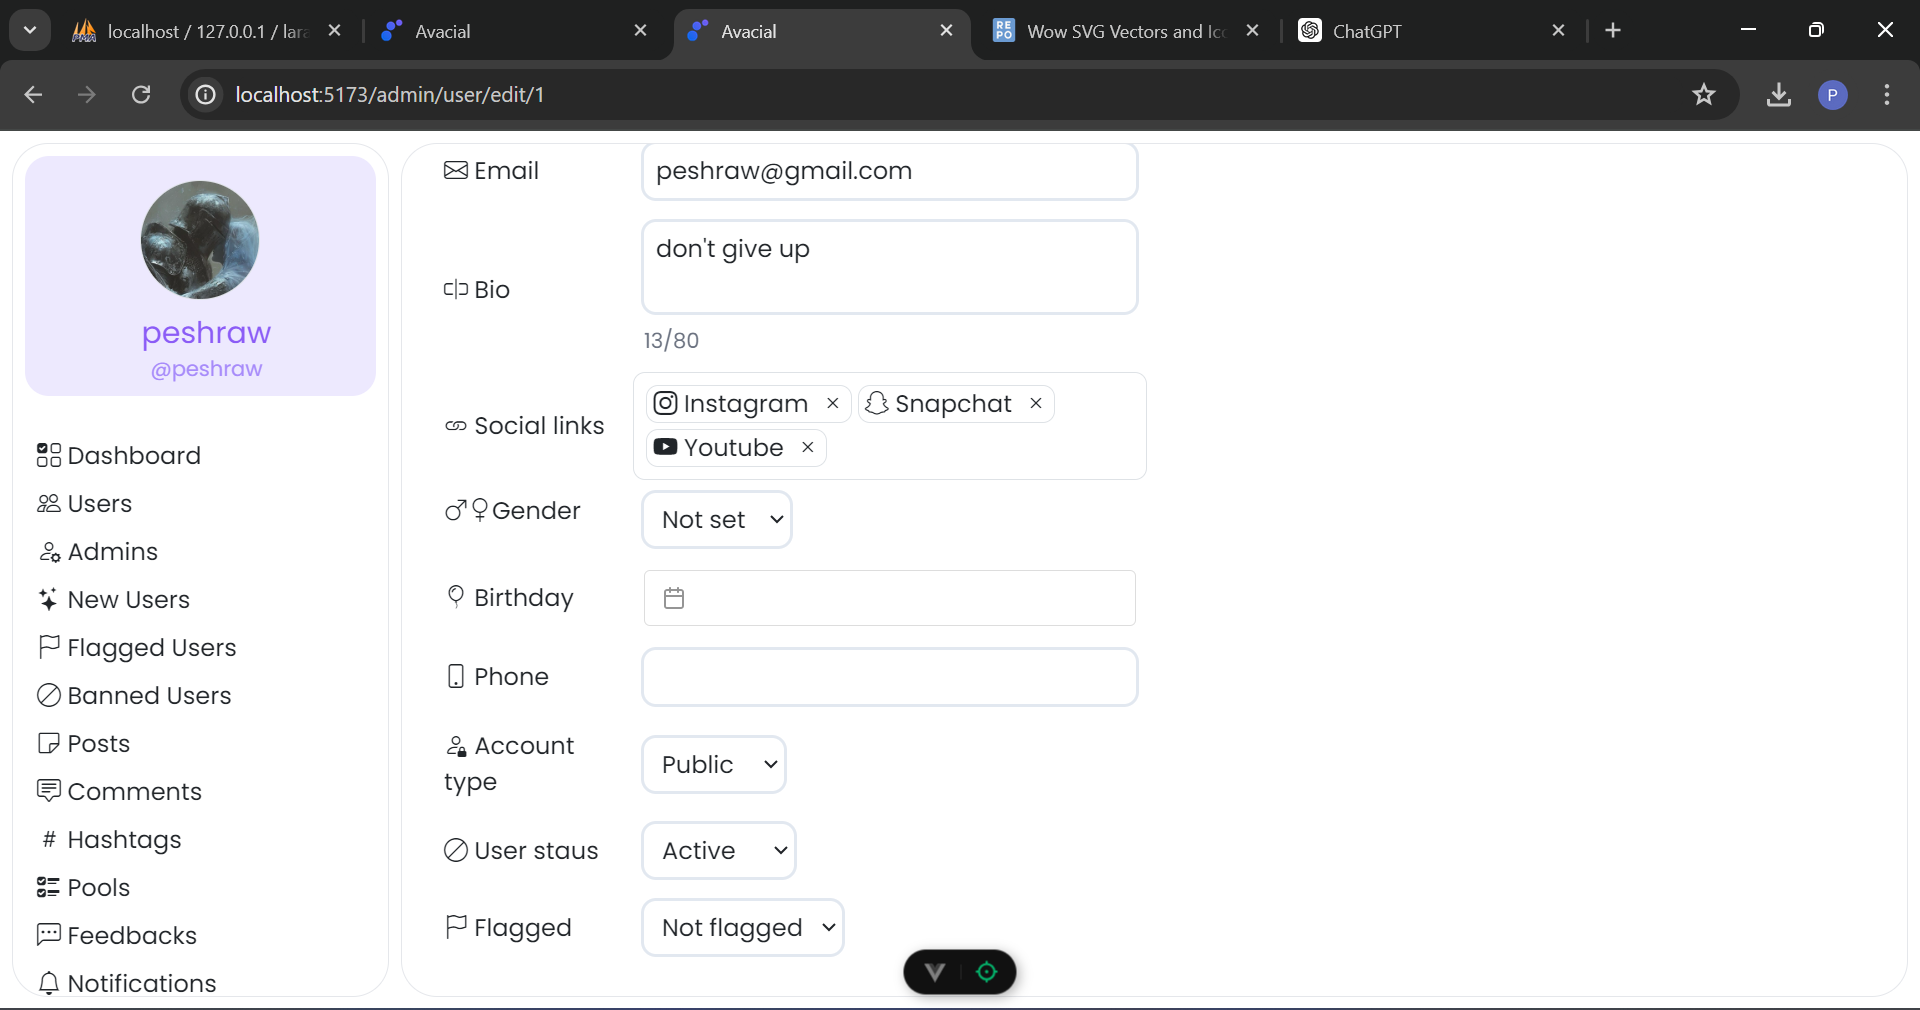 localhost / 127.0.0.1 / lara
Avacial
Avacial
Wow SVG Vectors and Ico
ChatGPT
localhost:5173/admin/user/edit/1
P
peshraw
@peshraw
Dashboard
Users
Admins
New Users
Flagged Users
Banned Users
Posts
Comments
# Hashtags
Pools
Feedbacks
Notifications
Email
peshraw@gmail.com
Bio
don't give up
13/80
Social links
Instagram × Snapchat ×
Youtube ×
Gender
Not set
Birthday
Phone
Account
type
Public
User staus
Active
Flagged
Not flagged